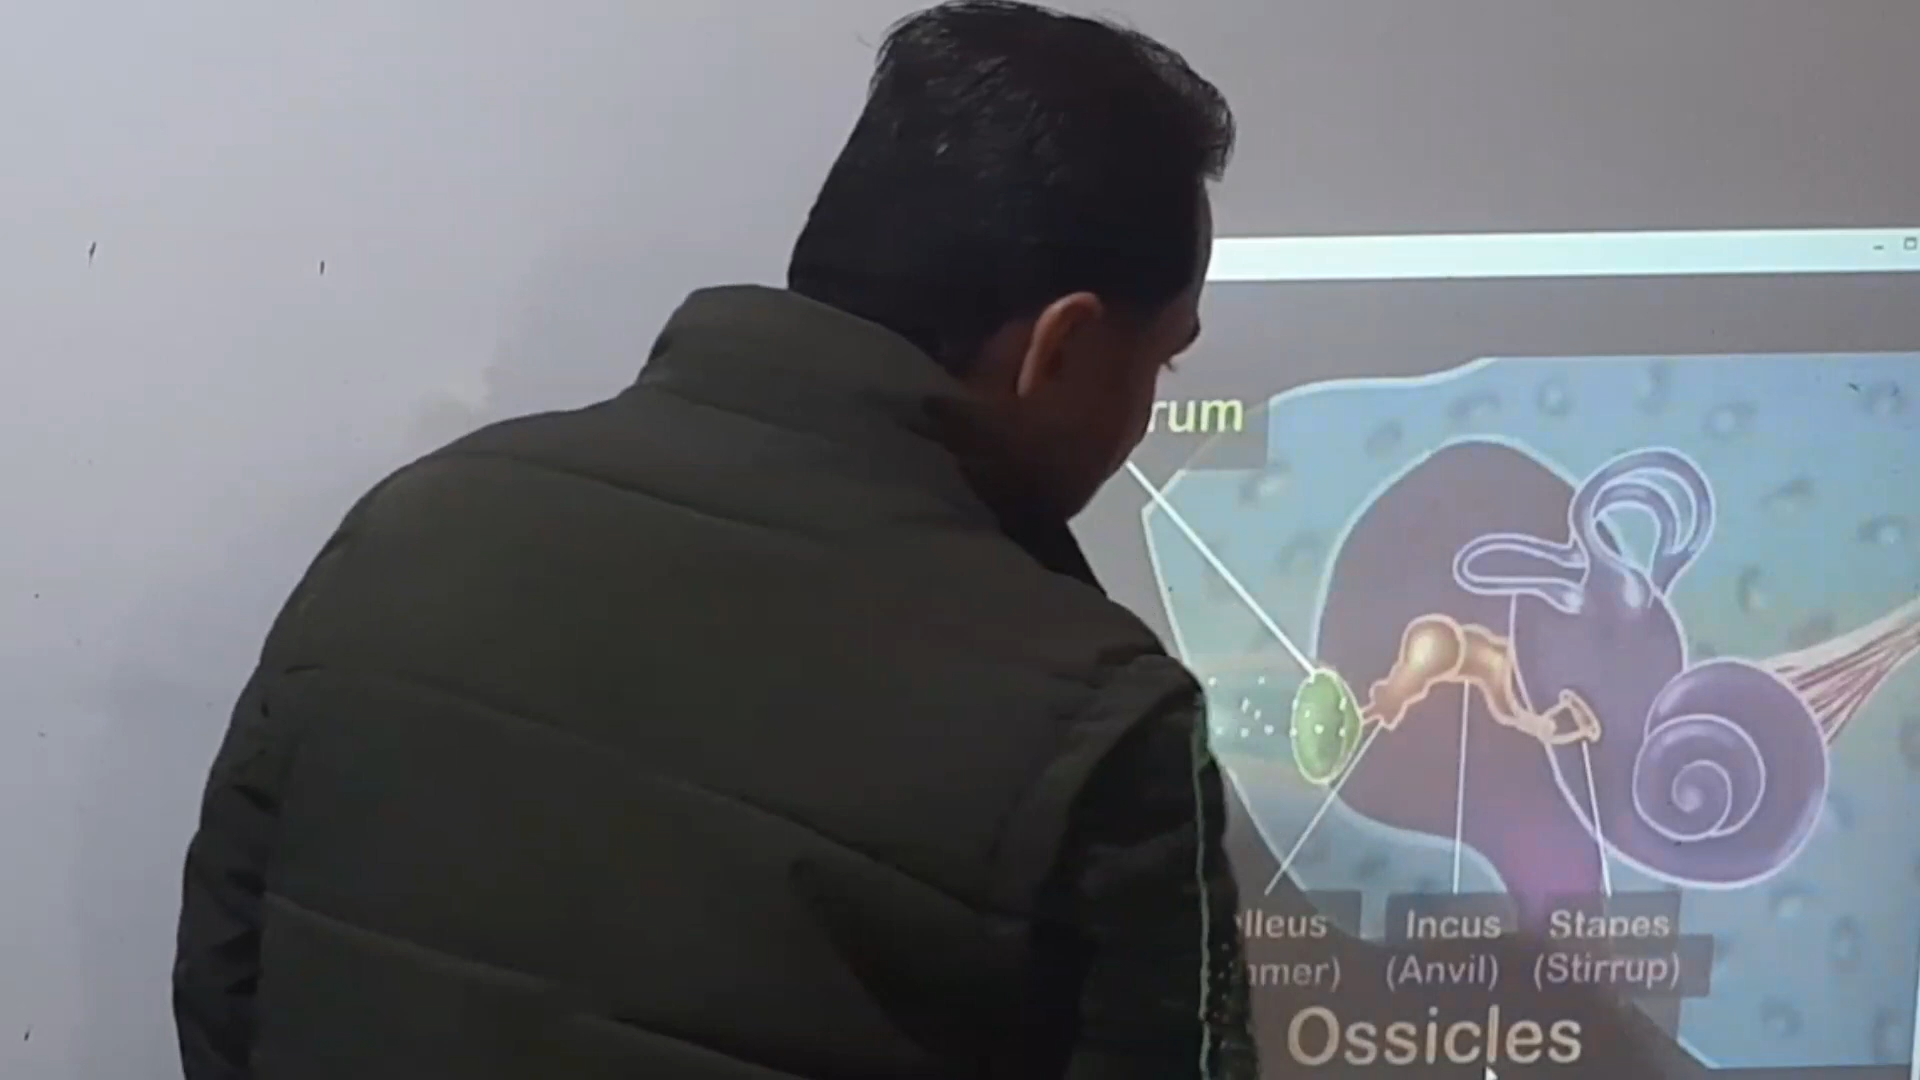 rum
lleus Incus Stapes
mmer) (Anvil) (Stirrup)
Ossicles